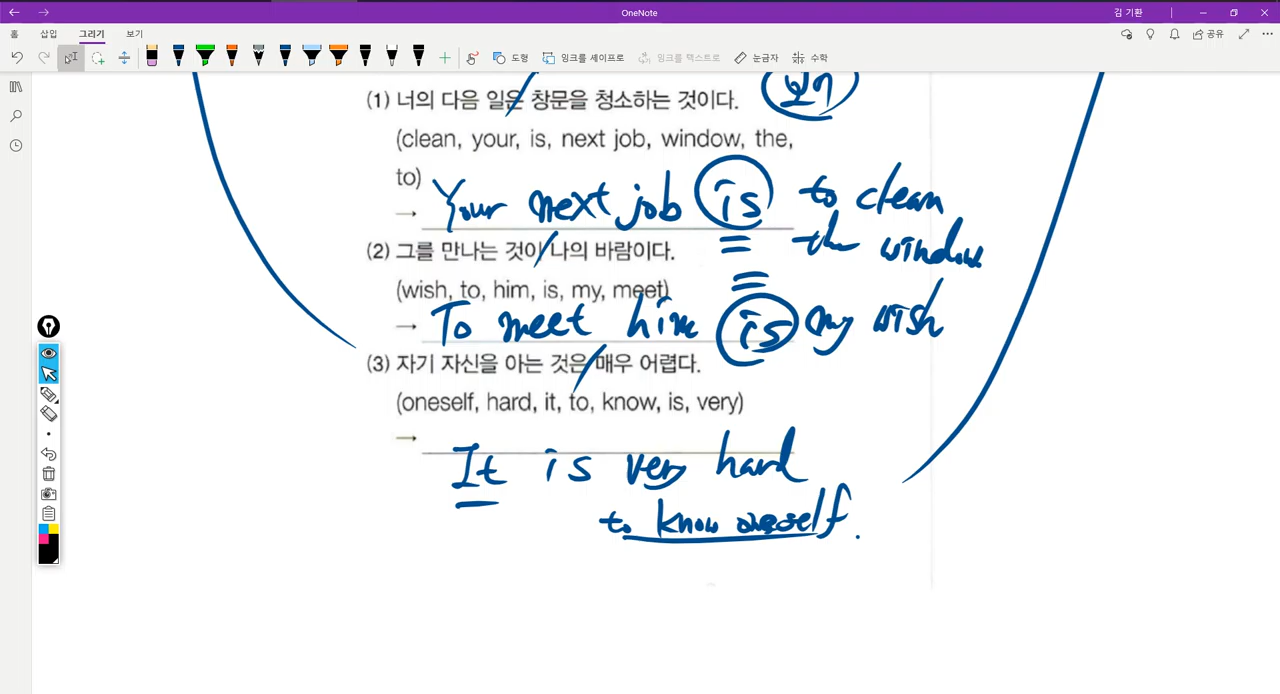 OneNote
김 기환
홈 삽입 그리기 보기
공유
도형 잉크를 셰이프로 잉크를 텍스트로 눈금자 수학
(1) 너의 다음 일은 창문을 청소하는 것이다.
보어
(clean, your, is, next job, window, the,
to)
→ Your next job is to clean
the window
(2) 그를 만나는 것이 나의 바람이다.
(wish, to, him, is, my, meet)
→ To meet him is my wish
(3) 자기 자신을 아는 것은 매우 어렵다.
(oneself, hard, it, to, know, is, very)
→ It is very hard
to know oneself.